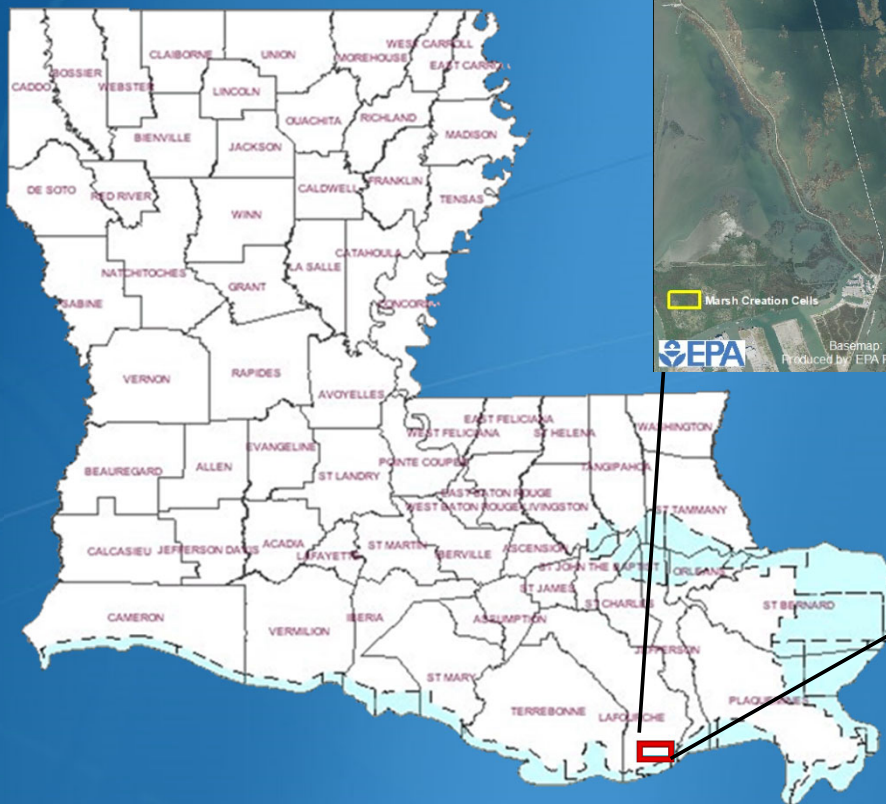 CLAIBORNE
UNION
MOREHOUSE
WEST CARROLL
EAST CARROLL
CADDO
BOSSIER
WEBSTER
LINCOLN
OUACHITA
RICHLAND
MADISON
BIENVILLE
JACKSON
DE SOTO
RED RIVER
CALDWELL
FRANKLIN
TENSAS
WINN
NATCHITOCHES
GRANT
LA SALLE
CATAHOULA
SABINE
VERNON
RAPIDES
AVOYELLES
Marsh Creation Cells
EPA
Basemap:
Produced by: EPA
EAST FELICIANA
WEST FELICIANA
ST HELENA
WASHINGTON
EVANGELINE
POINTE COUPEE
TANGIPAHOA
BEAUREGARD
ALLEN
ST LANDRY
EAST BATON ROUGE
WEST BATON ROUGE
LIVINGSTON
ST TAMMANY
CALCASIEU
JEFFERSON DAVIS
ACADIA
LAFAYETTE
ST MARTIN
IBERVILLE
ASCENSION
ST JOHN THE BAPTIST
ORLEANS
ST JAMES
ST CHARLES
ST BERNARD
CAMERON
VERMILION
IBERIA
ASSUMPTION
JEFFERSON
ST MARY
TERREBONNE
LAFOURCHE
PLAQUEMINES